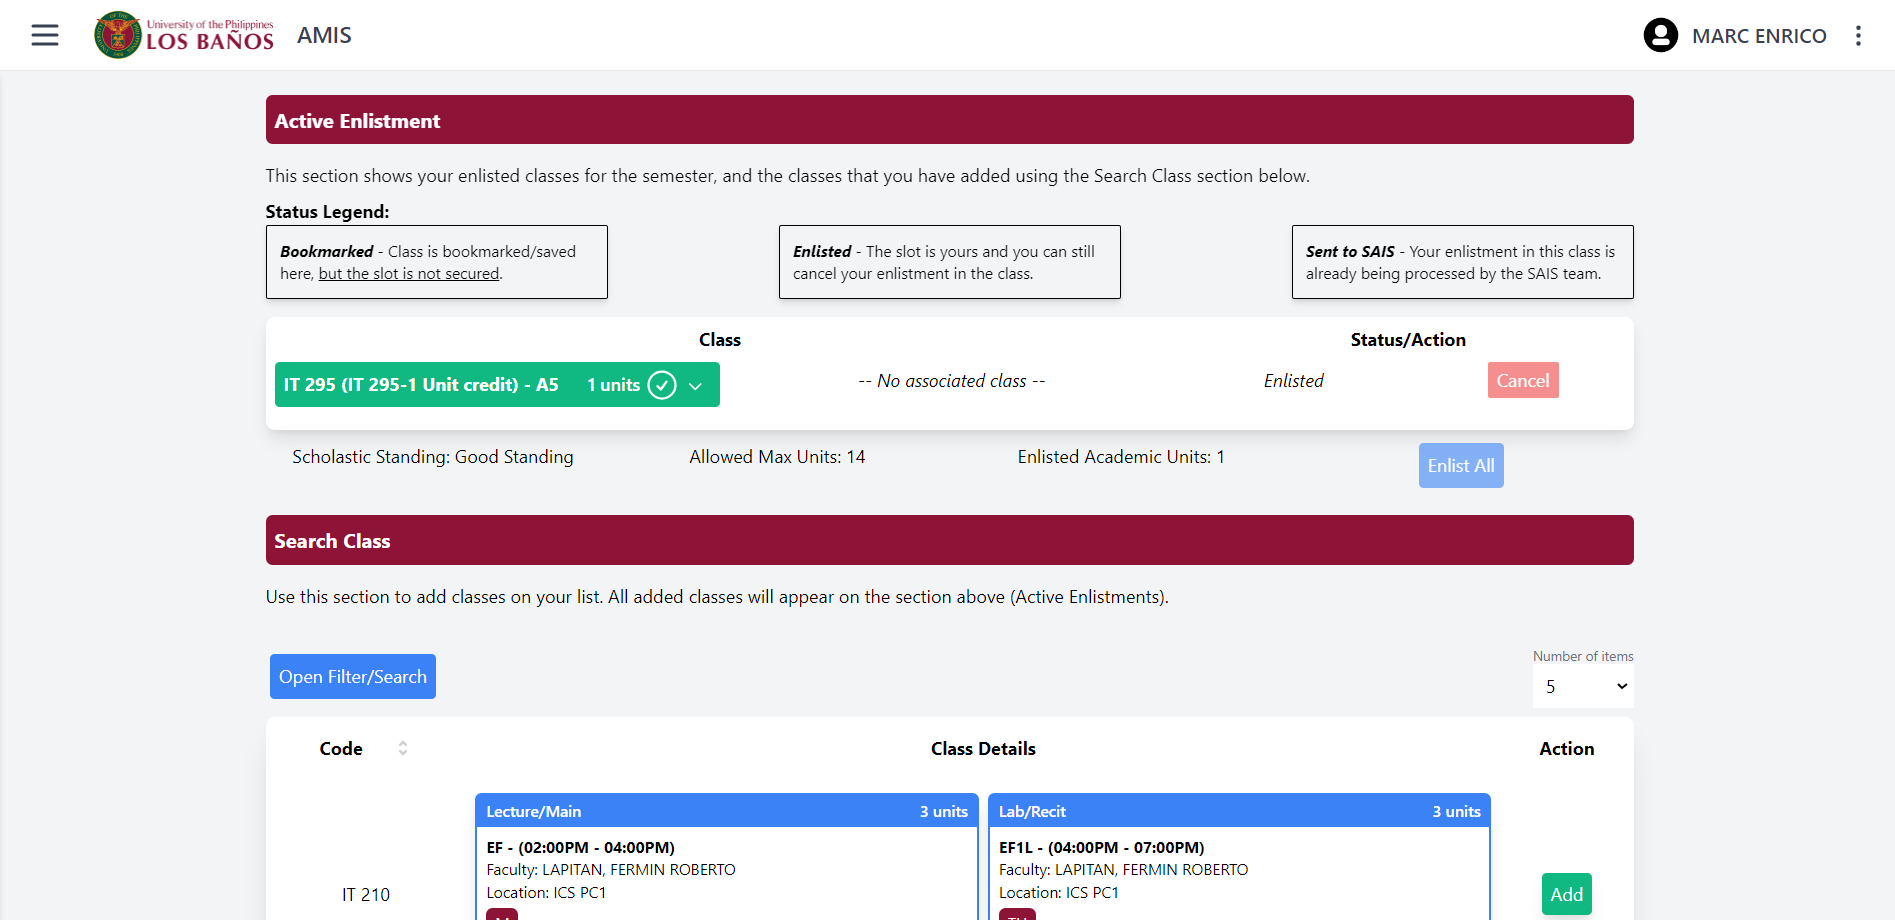 University of the Philippines
LOS BAÑOS
AMIS
MARC ENRICO
Active Enlistment
This section shows your enlisted classes for the semester, and the classes that you have added using the Search Class section below.
Status Legend:
Bookmarked - Class is bookmarked/saved
here, but the slot is not secured.
Enlisted - The slot is yours and you can still
cancel your enlistment in the class.
Sent to SAIS - Your enlistment in this class is
already being processed by the SAIS team.
Class
Status/Action
IT 295 (IT 295-1 Unit credit) - A5 1 units
-- No associated class --
Enlisted
Cancel
Scholastic Standing: Good Standing
Allowed Max Units: 14
Enlisted Academic Units: 1
Enlist All
Search Class
Use this section to add classes on your list. All added classes will appear on the section above (Active Enlistments).
Open Filter/Search
Number of items
5
Code
Class Details
Action
IT 210
Lecture/Main 3 units
EF - (02:00PM - 04:00PM)
Faculty: LAPITAN, FERMIN ROBERTO
Location: ICS PC1
Lab/Recit 3 units
EF1L - (04:00PM - 07:00PM)
Faculty: LAPITAN, FERMIN ROBERTO
Location: ICS PC1
Add